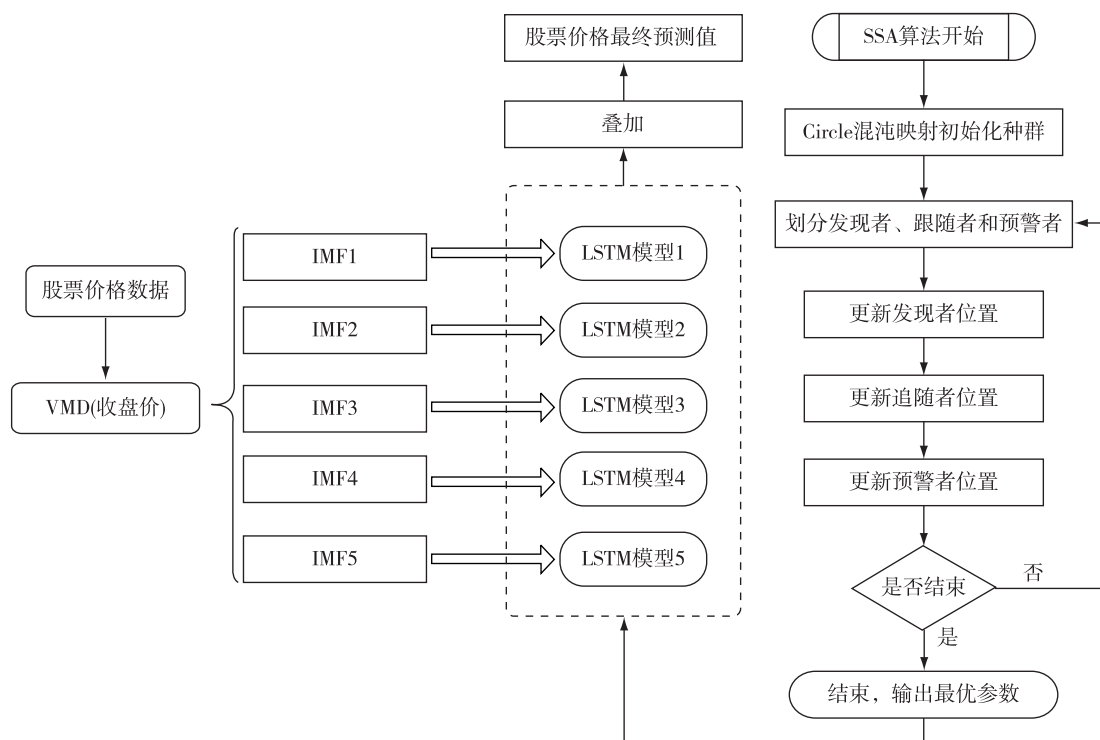 股票价格最终预测值
叠加
股票价格数据
VMD(收盘价)
IMF1
LSTM模型1
IMF2
LSTM模型2
IMF3
LSTM模型3
IMF4
LSTM模型4
IMF5
LSTM模型5
SSA算法开始
Circle混沌映射初始化种群
划分发现者、跟随者和预警者
更新发现者位置
更新追随者位置
更新预警者位置
是否结束
否
是
结束，输出最优参数